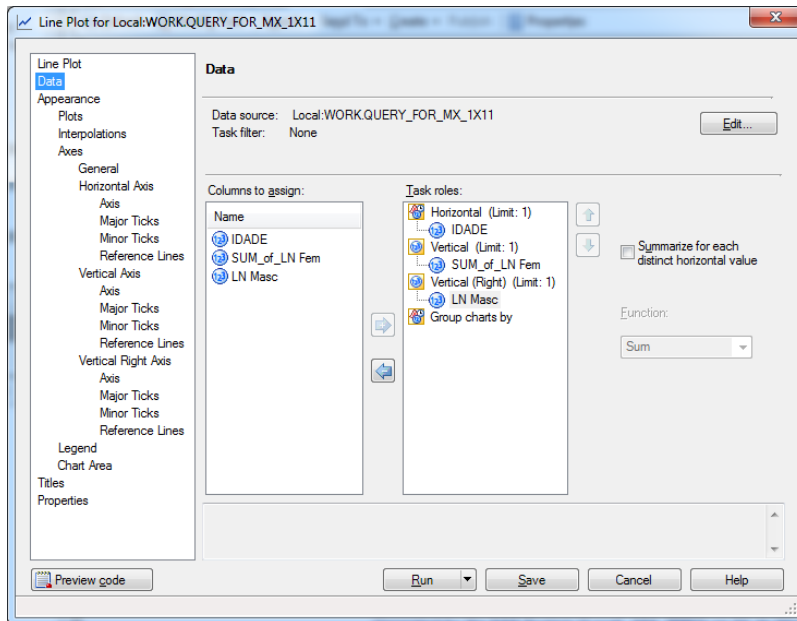 Line Plot for Local:WORK.QUERY_FOR_MX_1X11
Line Plot
Data
Appearance
Plots
Interpolations
Axes
General
Horizontal Axis
Axis
Major Ticks
Minor Ticks
Reference Lines
Vertical Axis
Axis
Major Ticks
Minor Ticks
Reference Lines
Vertical Right Axis
Axis
Major Ticks
Minor Ticks
Reference Lines
Legend
Chart Area
Titles
Properties
Data
Data source: Local:WORK.QUERY_FOR_MX_1X11
Task filter: None
Edit...
Columns to assign:
Name
IDADE
SUM_of_LN Fem
LN Masc
Task roles:
Horizontal (Limit: 1)
IDADE
Vertical (Limit: 1)
SUM_of_LN Fem
Vertical (Right) (Limit: 1)
LN Masc
Group charts by
Summarize for each
distinct horizontal value
Function:
Sum
Preview code
Run
Save
Cancel
Help